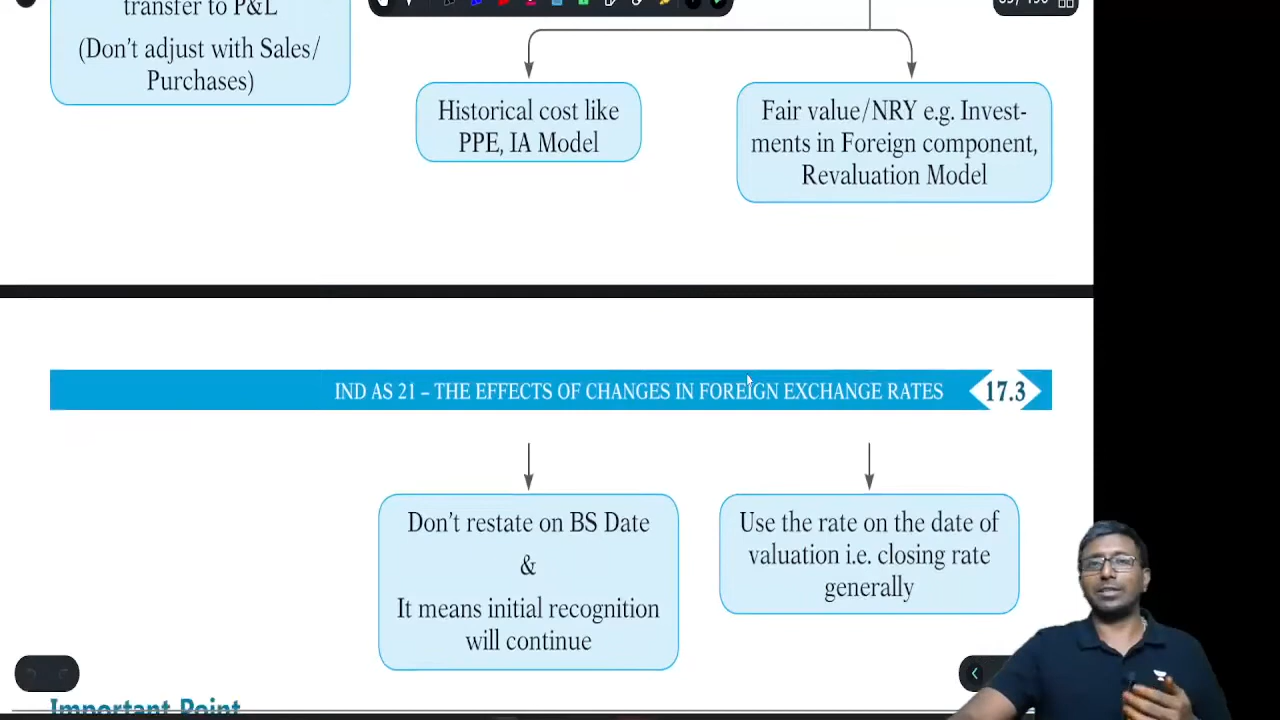 transfer to P&L
(Don't adjust with Sales/
Purchases)
Historical cost like
PPE, IA Model
Fair value/NRY e.g. Invest-
ments in Foreign component,
Revaluation Model
IND AS 21 – THE EFFECTS OF CHANGES IN FOREIGN EXCHANGE RATES
17.3
Don't restate on BS Date
&
It means initial recognition
will continue
Use the rate on the date of
valuation i.e. closing rate
generally
Important Point